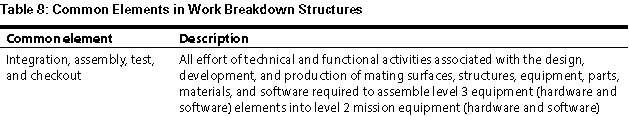 Table 8: Common Elements in Work Breakdown Structures
Common element Description
Integration, assembly, test, All effort of technical and functional activities associated with the design,
and checkout development, and production of mating surfaces, structures, equipment, parts,
materials, and software required to assemble level 3 equipment (hardware and
software) elements into level 2 mission equipment (hardware and software)